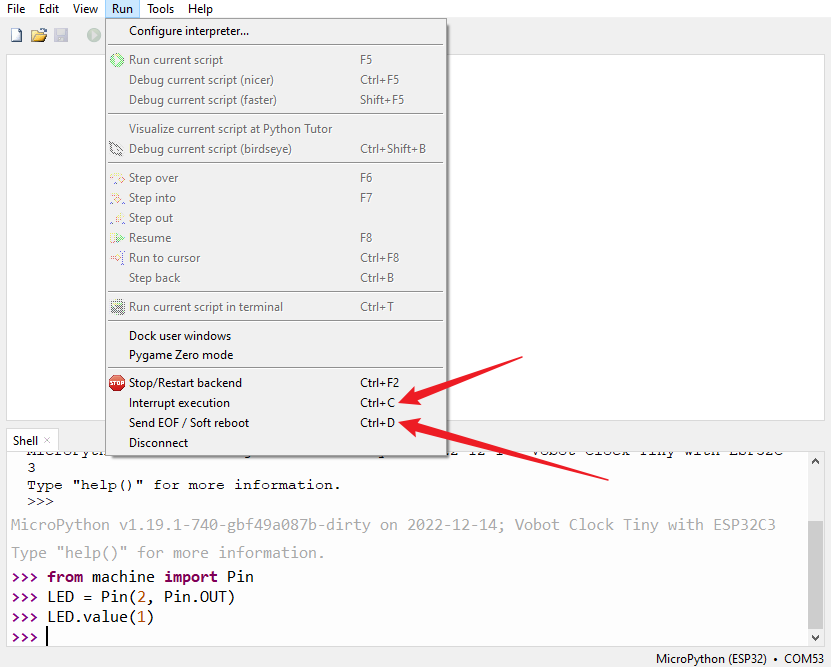 File Edit View Run Tools Help
Configure interpreter...
Run current script F5
Debug current script (nicer) Ctrl+F5
Debug current script (faster) Shift+F5
Visualize current script at Python Tutor
Debug current script (birdseye) Ctrl+Shift+B
Step over F6
Step into F7
Step out
Resume F8
Run to cursor Ctrl+F8
Step back Ctrl+B
Run current script in terminal Ctrl+T
Dock user windows
Pygame Zero mode
STOP Stop/Restart backend Ctrl+F2
Interrupt execution Ctrl+C
Send EOF / Soft reboot Ctrl+D
Disconnect
Shell ×
Vobot Clock Tiny with
3
Type "help()" for more information.
>>>
MicroPython v1.19.1-740-gbf49a087b-dirty on 2022-12-14; Vobot Clock Tiny with ESP32C3
Type "help()" for more information.
>>> from machine import Pin
>>> LED = Pin(2, Pin.OUT)
>>> LED.value(1)
>>>
MicroPython (ESP32) • COM53